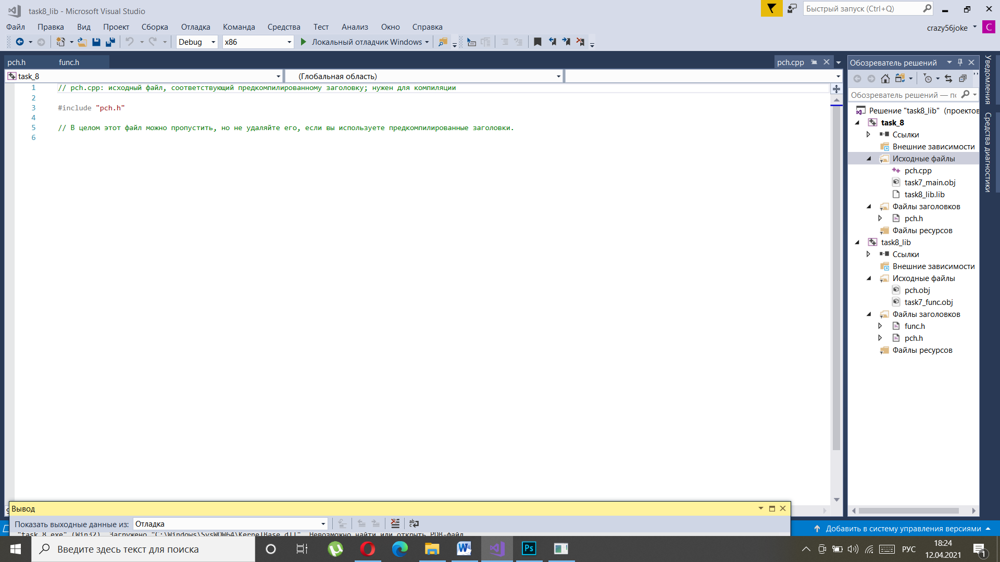 task8_lib - Microsoft Visual Studio
Быстрый запуск (Ctrl+Q)
Файл Правка Вид Проект Сборка Отладка Команда Средства Тест Анализ Окно Справка
crazy56joke C
Debug x86 Локальный отладчик Windows
pch.h func.h pch.cpp
task_8 (Глобальная область)
1 // pch.cpp: исходный файл, соответствующий предкомпилированному заголовку; нужен для компиляции
2
3 #include "pch.h"
4
5 // В целом этот файл можно пропустить, но не удаляйте его, если вы используете предкомпилированные заголовки.
6
Обозреватель решений
Обозреватель решений — по
Решение "task8_lib" (проектов
task_8
Ссылки
Внешние зависимости
Исходные файлы
pch.cpp
task7_main.obj
task8_lib.lib
Файлы заголовков
pch.h
Файлы ресурсов
task8_lib
Ссылки
Внешние зависимости
Исходные файлы
pch.obj
task7_func.obj
Файлы заголовков
func.h
pch.h
Файлы ресурсов
Уведомления
Средства диагностики
Вывод
Показать выходные данные из: Отладка
"task_8.exe" (Win32). Загружено "C:\Windows\SysWOW64\KernelBase.dll". Невозможно найти или открыть PDB-файл.
Добавить в систему управления версиями
Введите здесь текст для поиска
Ps
РУС
18:24
12.04.2021
1